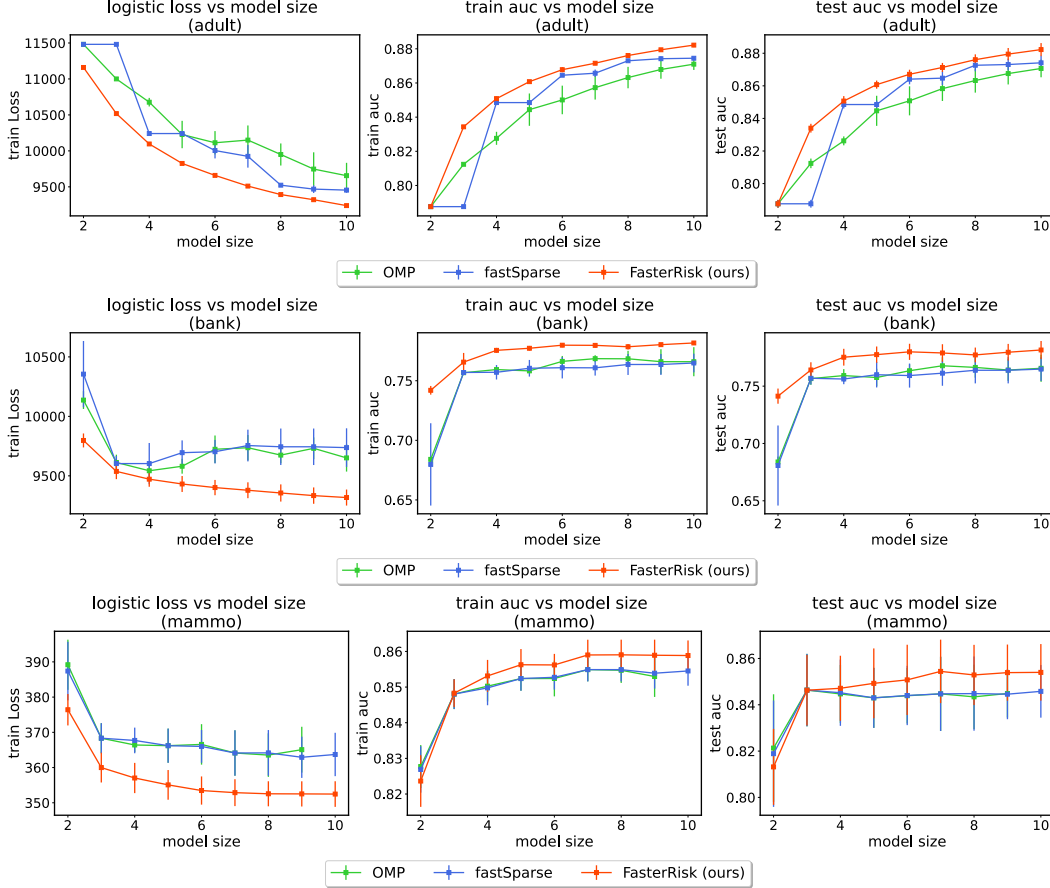 logistic loss vs model size
(adult)
train Loss
11500
11000
10500
10000
9500
2 4 6 8 10
model size
train auc vs model size
(adult)
train auc
0.88
0.86
0.84
0.82
0.80
2 4 6 8 10
model size
test auc vs model size
(adult)
test auc
0.88
0.86
0.84
0.82
0.80
2 4 6 8 10
model size
OMP fastSparse FasterRisk (ours)
logistic loss vs model size
(bank)
train Loss
10500
10000
9500
2 4 6 8 10
model size
train auc vs model size
(bank)
train auc
0.75
0.70
0.65
2 4 6 8 10
model size
test auc vs model size
(bank)
test auc
0.75
0.70
0.65
2 4 6 8 10
model size
OMP fastSparse FasterRisk (ours)
logistic loss vs model size
(mammo)
train Loss
390
380
370
360
350
2 4 6 8 10
model size
train auc vs model size
(mammo)
train auc
0.86
0.85
0.84
0.83
0.82
2 4 6 8 10
model size
test auc vs model size
(mammo)
test auc
0.86
0.84
0.82
0.80
2 4 6 8 10
model size
OMP fastSparse FasterRisk (ours)